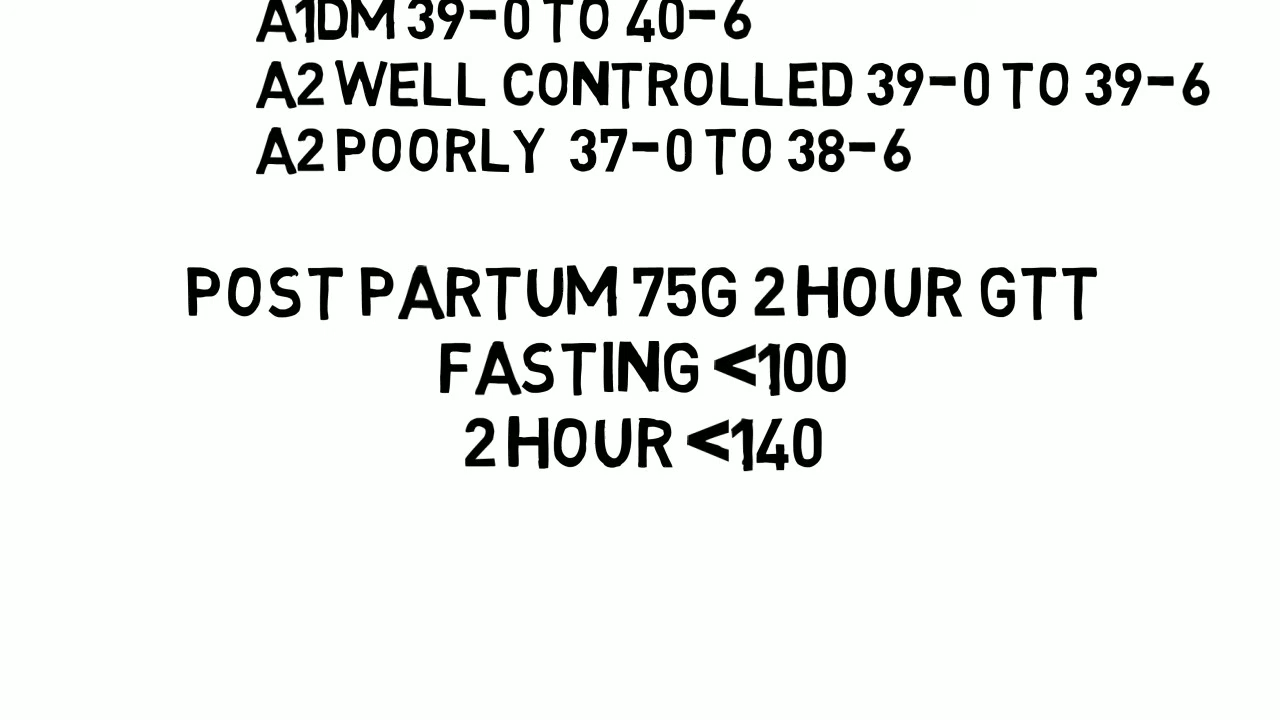 A1DM 39-0 TO 40-6
A2 WELL CONTROLLED 39-0 TO 39-6
A2 POORLY 37-0 TO 38-6
POST PARTUM 75G 2 HOUR GTT
FASTING <100
2 HOUR <140